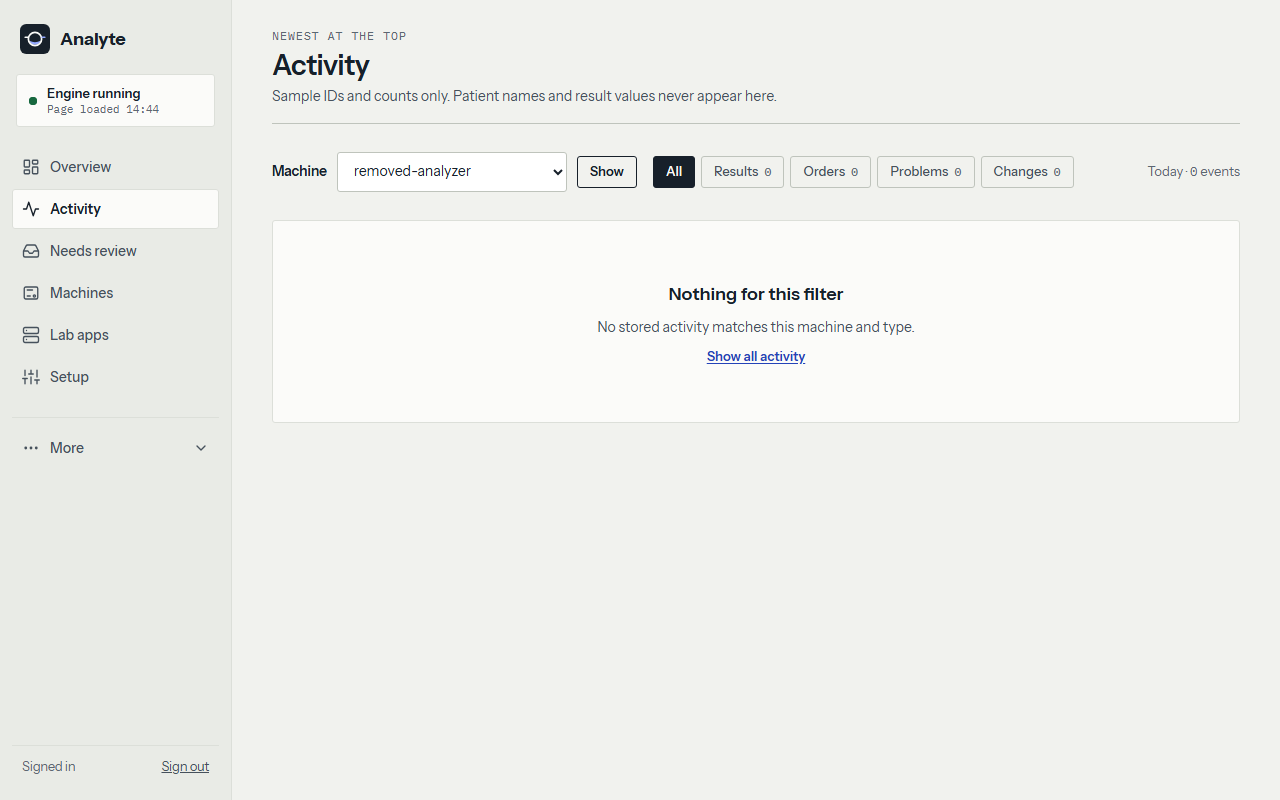 Analyte
Engine running
Page loaded 14:44
Overview
Activity
Needs review
Machines
Lab apps
Setup
More
Signed in
Sign out
NEWEST AT THE TOP
Activity
Sample IDs and counts only. Patient names and result values never appear here.
Machine removed-analyzer Show All Results 0 Orders 0 Problems 0 Changes 0 Today · 0 events
Nothing for this filter
No stored activity matches this machine and type.
Show all activity